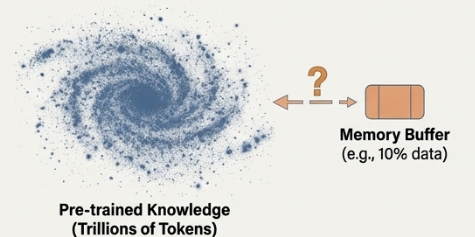 ?
Memory Buffer
(e.g., 10% data)
Pre-trained Knowledge
(Trillions of Tokens)